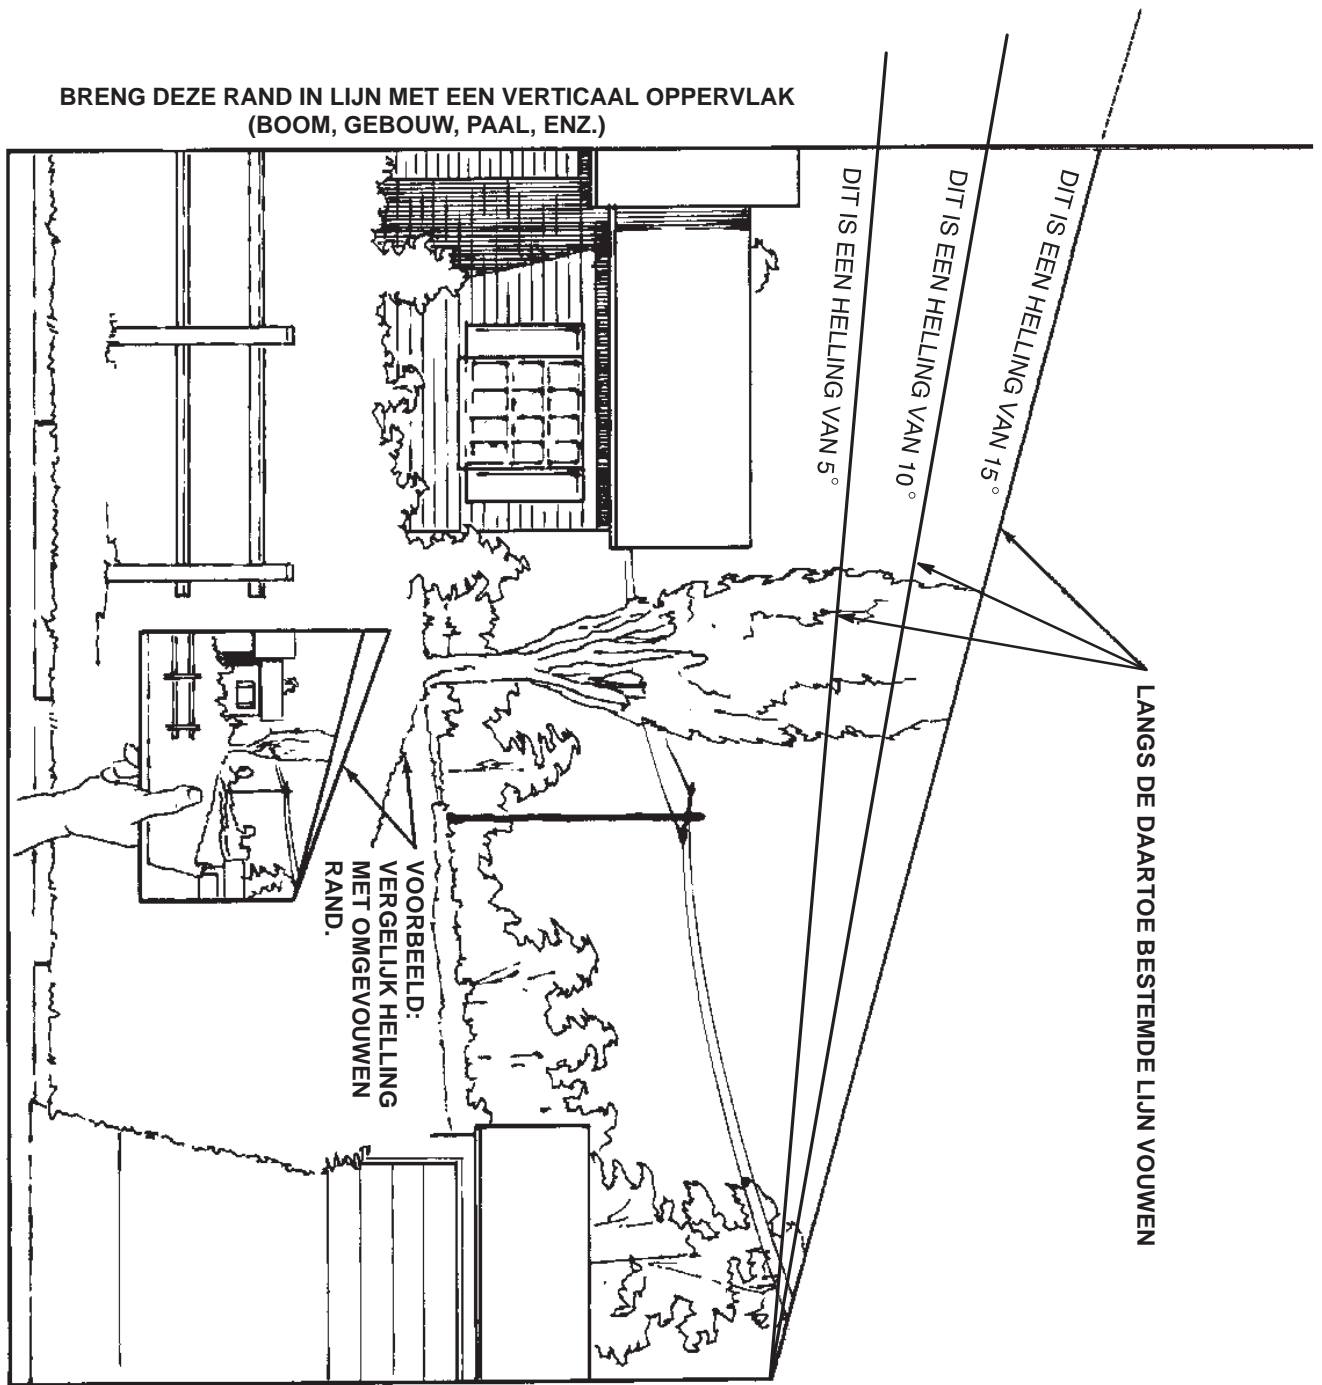 BRENG DEZE RAND IN LIJN MET EEN VERTICAAL OPPERVLAK
(BOOM, GEBOUW, PAAL, ENZ.)
DIT IS EEN HELLING VAN 15°
DIT IS EEN HELLING VAN 10°
DIT IS EEN HELLING VAN 5°
LANGS DE DAARTOE BESTEMDE LIJN VOUWEN
VOORBEELD:
VERGELIJK HELLING
MET OMGEVOUWEN
RAND.